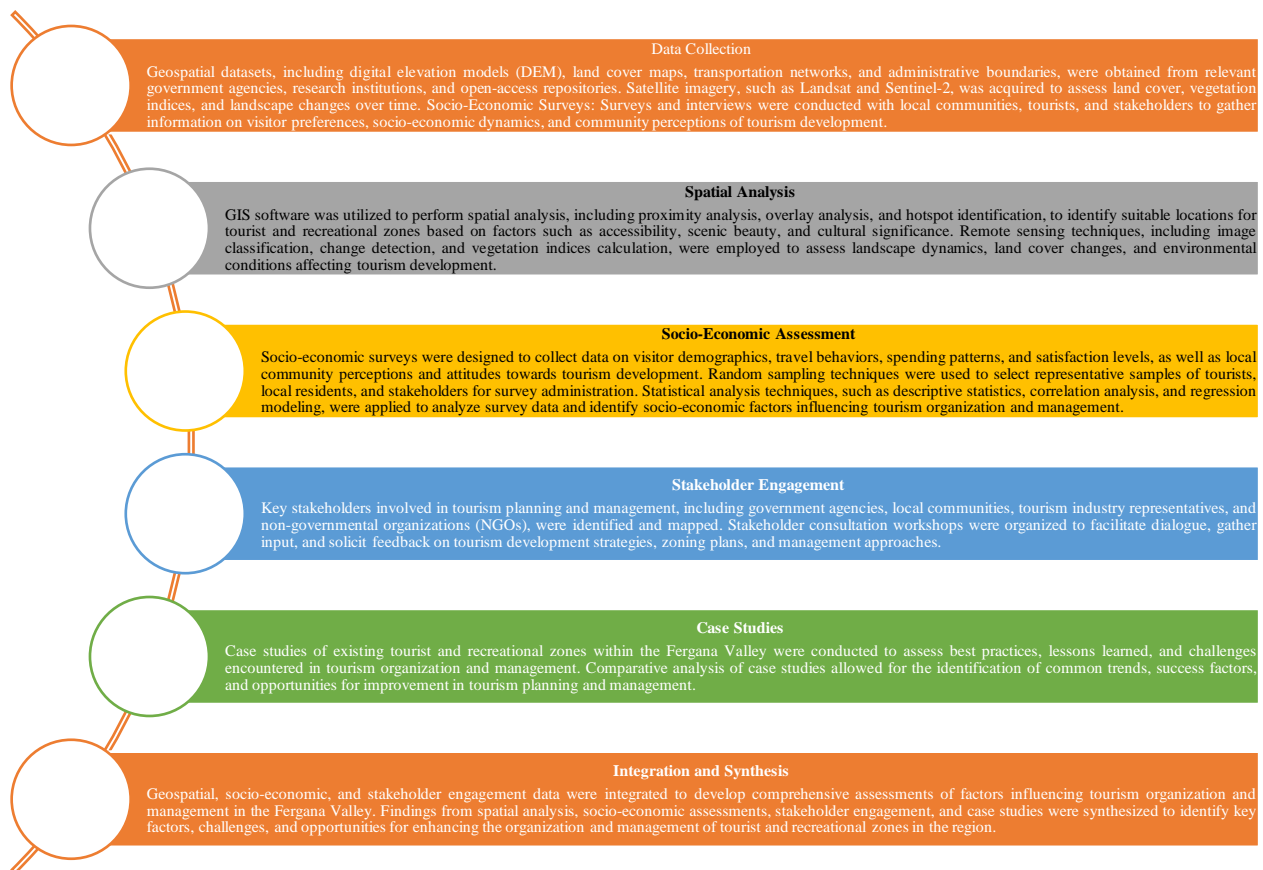 Data Collection
Geospatial datasets, including digital elevation models (DEM), land cover maps, transportation networks, and administrative boundaries, were obtained from relevant
government agencies, research institutions, and open-access repositories. Satellite imagery, such as Landsat and Sentinel-2, was acquired to assess land cover, vegetation
indices, and landscape changes over time. Socio-Economic Surveys: Surveys and interviews were conducted with local communities, tourists, and stakeholders to gather
information on visitor preferences, socio-economic dynamics, and community perceptions of tourism development.
Spatial Analysis
GIS software was utilized to perform spatial analysis, including proximity analysis, overlay analysis, and hotspot identification, to identify suitable locations for
tourist and recreational zones based on factors such as accessibility, scenic beauty, and cultural significance. Remote sensing techniques, including image
classification, change detection, and vegetation indices calculation, were employed to assess landscape dynamics, land cover changes, and environmental
conditions affecting tourism development.
Socio-Economic Assessment
Socio-economic surveys were designed to collect data on visitor demographics, travel behaviors, spending patterns, and satisfaction levels, as well as local
community perceptions and attitudes towards tourism development. Random sampling techniques were used to select representative samples of tourists,
local residents, and stakeholders for survey administration. Statistical analysis techniques, such as descriptive statistics, correlation analysis, and regression
modeling, were applied to analyze survey data and identify socio-economic factors influencing tourism organization and management.
Stakeholder Engagement
Key stakeholders involved in tourism planning and management, including government agencies, local communities, tourism industry representatives, and
non-governmental organizations (NGOs), were identified and mapped. Stakeholder consultation workshops were organized to facilitate dialogue, gather
input, and solicit feedback on tourism development strategies, zoning plans, and management approaches.
Case Studies
Case studies of existing tourist and recreational zones within the Fergana Valley were conducted to assess best practices, lessons learned, and challenges
encountered in tourism organization and management. Comparative analysis of case studies allowed for the identification of common trends, success factors,
and opportunities for improvement in tourism planning and management.
Integration and Synthesis
Geospatial, socio-economic, and stakeholder engagement data were integrated to develop comprehensive assessments of factors influencing tourism organization and
management in the Fergana Valley. Findings from spatial analysis, socio-economic assessments, stakeholder engagement, and case studies were synthesized to identify key
factors, challenges, and opportunities for enhancing the organization and management of tourist and recreational zones in the region.